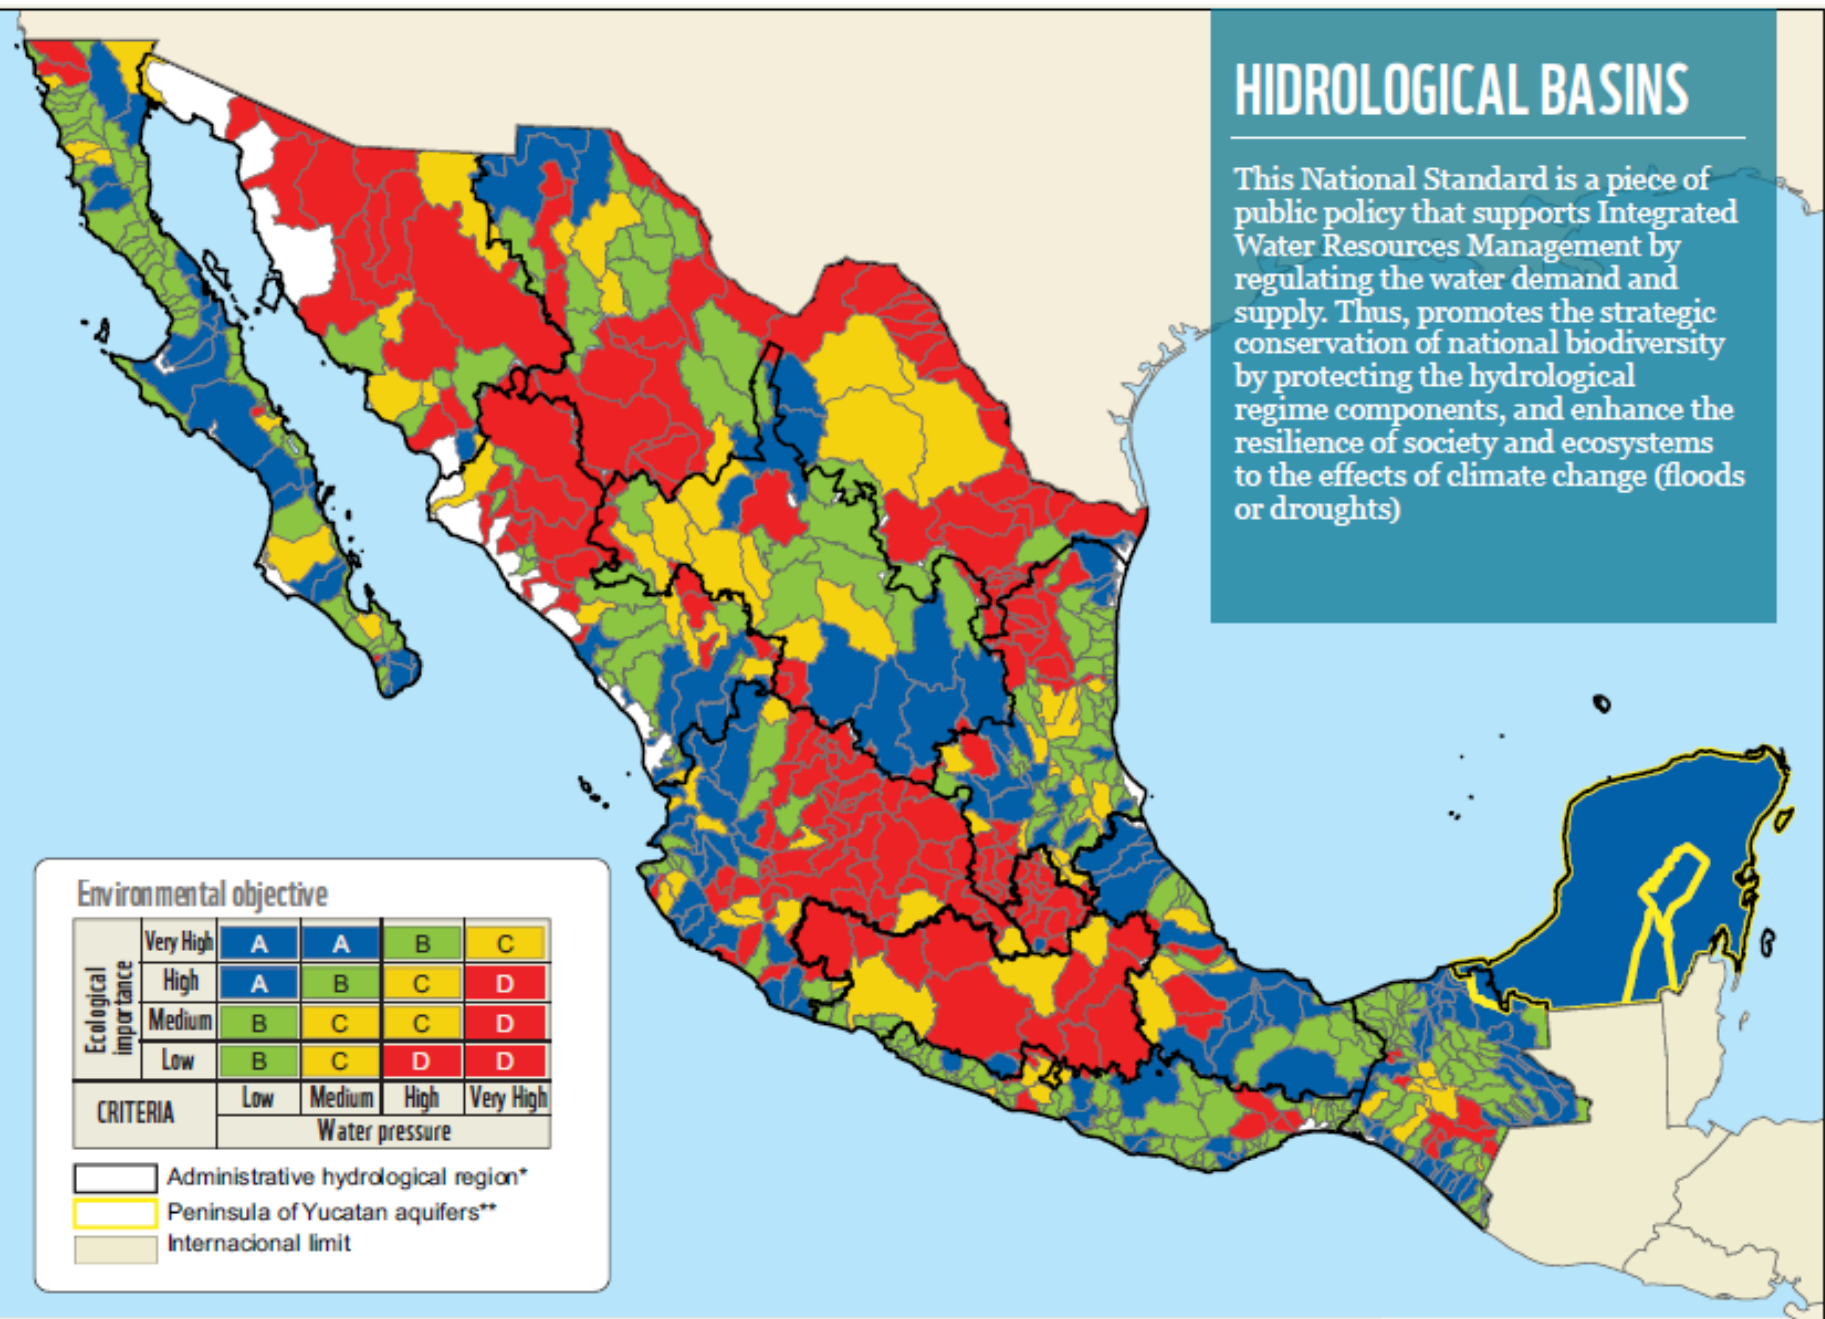 HIDROLOGICAL BASINS
This National Standard is a piece of
public policy that supports Integrated
Water Resources Management by
regulating the water demand and
supply. Thus, promotes the strategic
conservation of national biodiversity
by protecting the hydrological
regime components, and enhance the
resilience of society and ecosystems
to the effects of climate change (floods
or droughts)
Environmental objective
Ecological
importance
Very High A A B C
High A B C D
Medium B C C D
Low B C D D
CRITERIA
Low Medium High Very High
Water pressure
Administrative hydrological region*
Peninsula of Yucatan aquifers**
Internacional limit